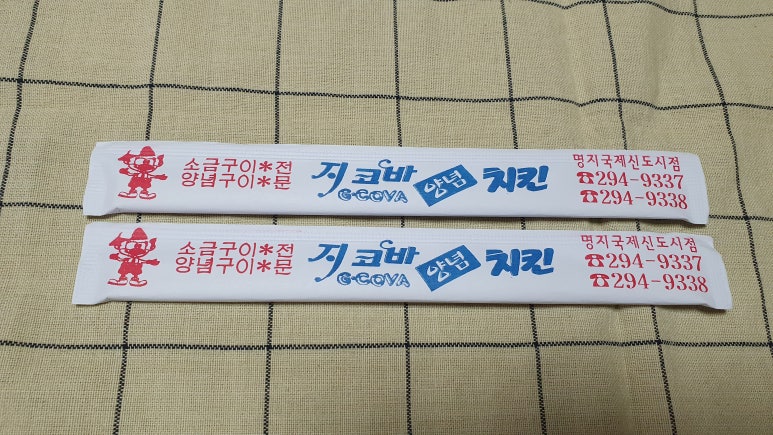 소금구이*전
양념구이*문
지코바 양념 치킨
G-COVA
명지국제신도시점
☎294-9337
☎294-9338
소금구이*전
양념구이*문
지코바 양념 치킨
G-COVA
명지국제신도시점
☎294-9337
☎294-9338